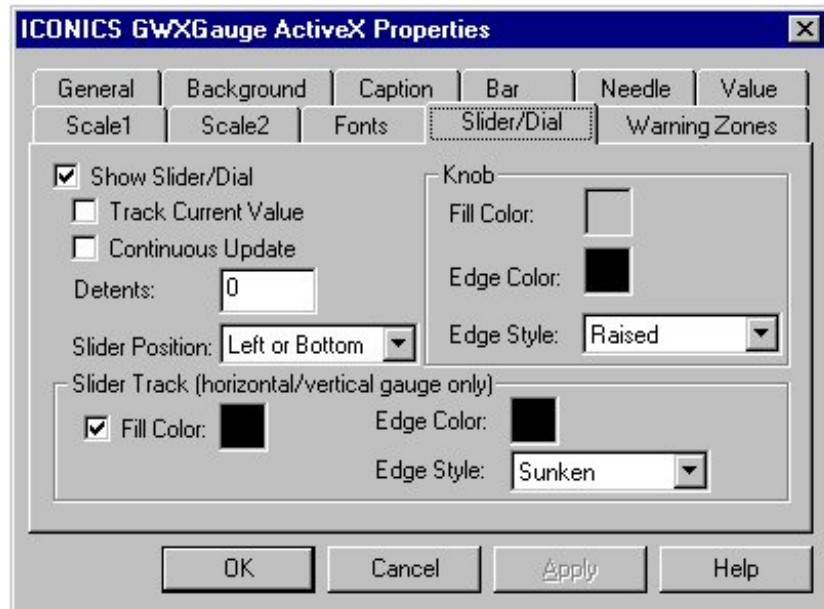 ICONICS GWXGauge ActiveX Properties
General Background Caption Bar Needle Value
Scale1 Scale2 Fonts Slider/Dial Warning Zones
Show Slider/Dial
Track Current Value
Continuous Update
Detents: 0
Slider Position: Left or Bottom
Knob
Fill Color:
Edge Color:
Edge Style: Raised
Slider Track (horizontal/vertical gauge only)
Fill Color:
Edge Color:
Edge Style: Sunken
OK Cancel Apply Help